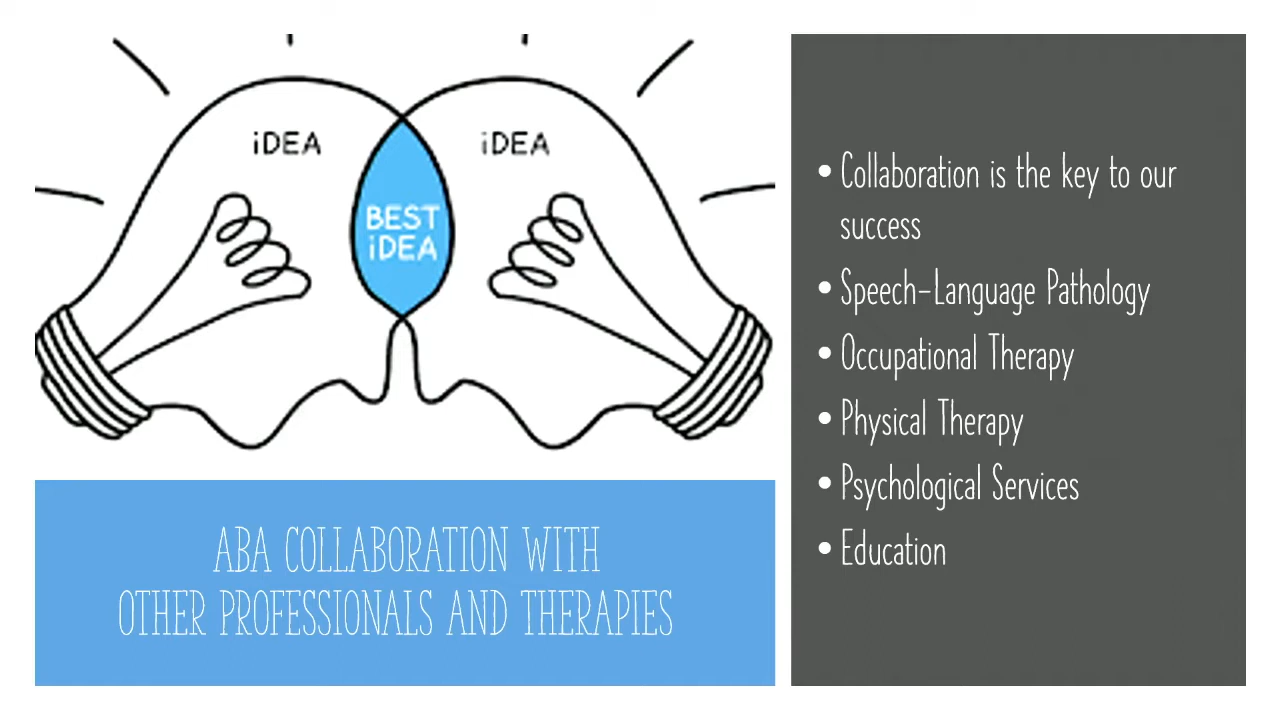 iDEA
iDEA
BEST
iDEA
ABA COLLABORATION WITH
OTHER PROFESSIONALS AND THERAPIES
• Collaboration is the key to our
success
• Speech-Language Pathology
• Occupational Therapy
• Physical Therapy
• Psychological Services
• Education